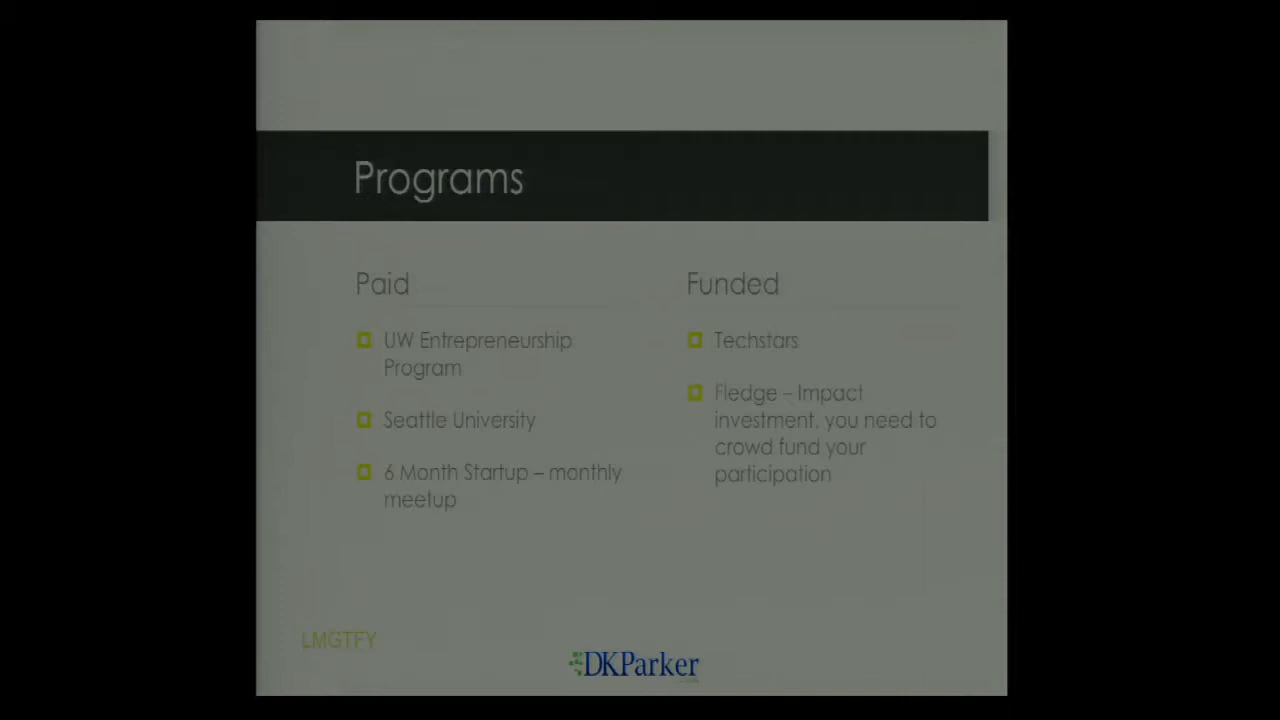 Programs
Paid
UW Entrepreneurship
Program
Seattle University
6 Month Startup – monthly
meetup
Funded
Techstars
Fledge – Impact
investment, you need to
crowd fund your
participation
LMGTFY
DKParker